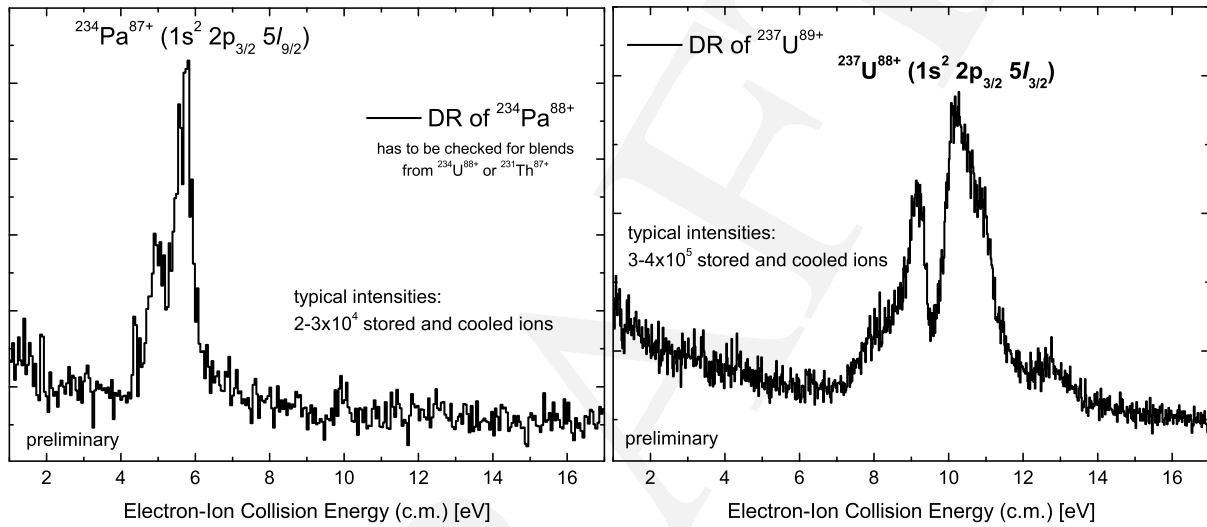 ²³⁴Pa⁸⁷⁺ (1s² 2p₃/₂ 5l₉/₂)
DR of ²³⁴Pa⁸⁸⁺
has to be checked for blends
from ²³⁴U⁸⁸⁺ or ²³¹Th⁸⁷⁺
typical intensities:
2-3x10⁴ stored and cooled ions
preliminary
2 4 6 8 10 12 14 16
Electron-Ion Collision Energy (c.m.) [eV]
DR of ²³⁷U⁸⁹⁺
²³⁷U⁸⁸⁺ (1s² 2p₃/₂ 5l₃/₂)
typical intensities:
3-4x10⁵ stored and cooled ions
preliminary
2 4 6 8 10 12 14 16
Electron-Ion Collision Energy (c.m.) [eV]